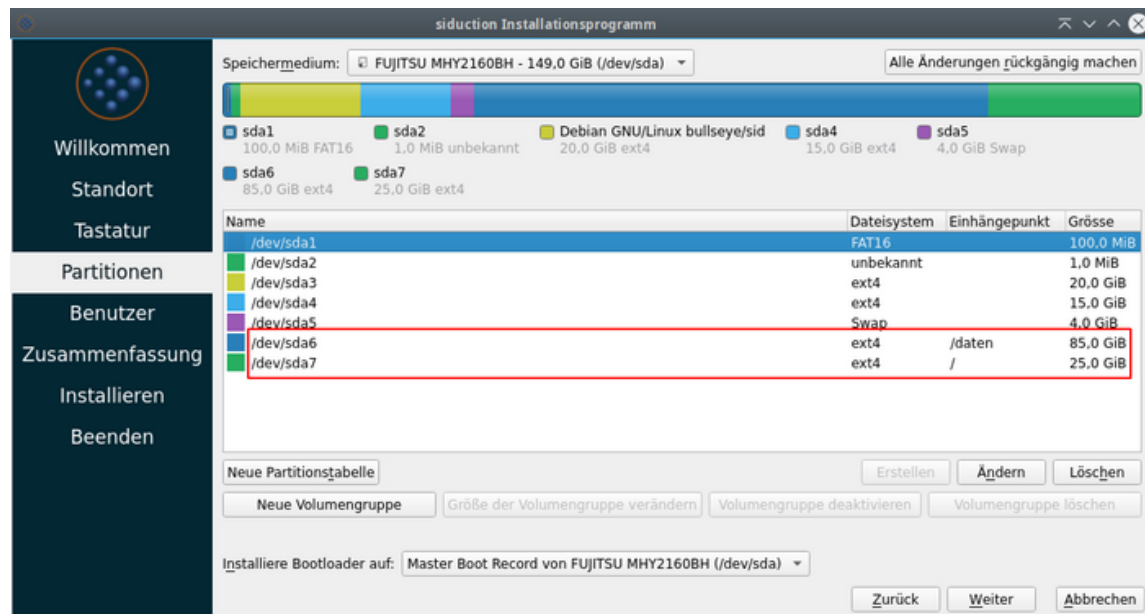 siduction Installationsprogramm
Speichermedium: FUJITSU MHY2160BH - 149,0 GiB (/dev/sda) Alle Änderungen rückgängig machen
sda1 sda2 Debian GNU/Linux bullseye/sid sda4 sda5
100,0 MiB FAT16 1,0 MiB unbekannt 20,0 GiB ext4 15,0 GiB ext4 4,0 GiB Swap
sda6 sda7
85,0 GiB ext4 25,0 GiB ext4
Willkommen
Standort
Tastatur
Partitionen
Benutzer
Zusammenfassung
Installieren
Beenden
Name Dateisystem Einhängepunkt Grösse
/dev/sda1 FAT16 100,0 MiB
/dev/sda2 unbekannt 1,0 MiB
/dev/sda3 ext4 20,0 GiB
/dev/sda4 ext4 15,0 GiB
/dev/sda5 Swap 4,0 GiB
/dev/sda6 ext4 /daten 85,0 GiB
/dev/sda7 ext4 / 25,0 GiB
Neue Partitionstabelle Erstellen Ändern Löschen
Neue Volumengruppe Größe der Volumengruppe verändern Volumengruppe deaktivieren Volumengruppe löschen
Installiere Bootloader auf: Master Boot Record von FUJITSU MHY2160BH (/dev/sda)
Zurück Weiter Abbrechen